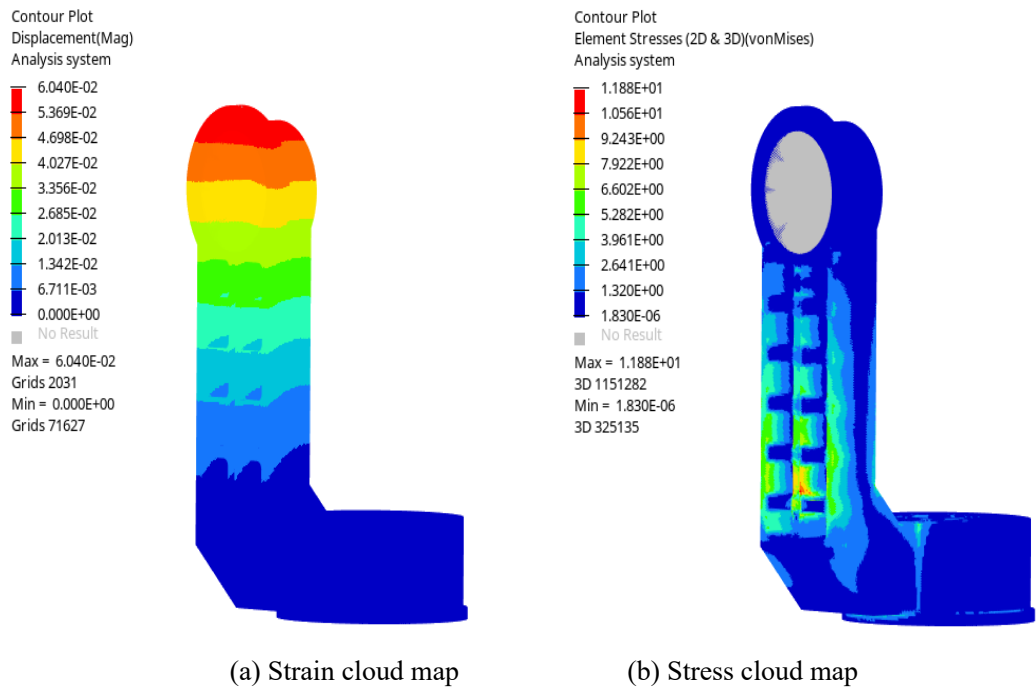 Contour Plot
Displacement(Mag)
Analysis system
6.040E-02
5.369E-02
4.698E-02
4.027E-02
3.356E-02
2.685E-02
2.013E-02
1.342E-02
6.711E-03
0.000E+00
No Result
Max = 6.040E-02
Grids 2031
Min = 0.000E+00
Grids 71627
Contour Plot
Element Stresses (2D & 3D)(vonMises)
Analysis system
1.188E+01
1.056E+01
9.243E+00
7.922E+00
6.602E+00
5.282E+00
3.961E+00
2.641E+00
1.320E+00
1.830E-06
No Result
Max = 1.188E+01
3D 1151282
Min = 1.830E-06
3D 325135
(a) Strain cloud map
(b) Stress cloud map